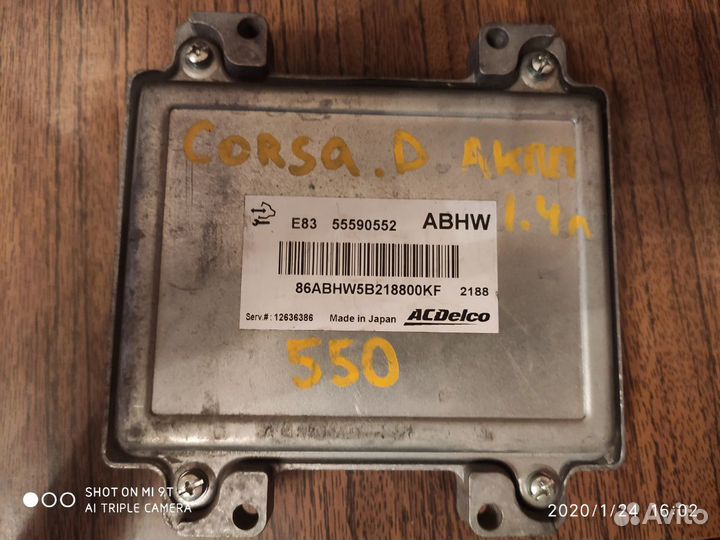 CORSA.D АКПП
1.4л
E83 55590552 ABHW
86ABHW5B218800KF 2188
Serv.#: 12636386 Made in Japan ACDelco
550
SHOT ON MI 9T
AI TRIPLE CAMERA
2020/1/24 16:02
Avito